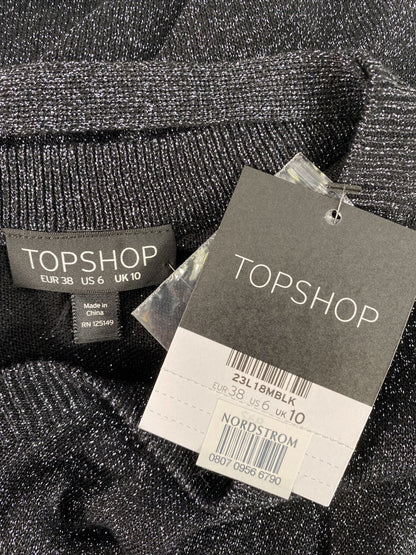 TOPSHOP
EUR 38 US 6 UK 10
Made in
China
RN 125149
TOPSHOP
23L18MBLK
EUR 38 US 6 UK 10
NORDSTROM
0807 0956 6790